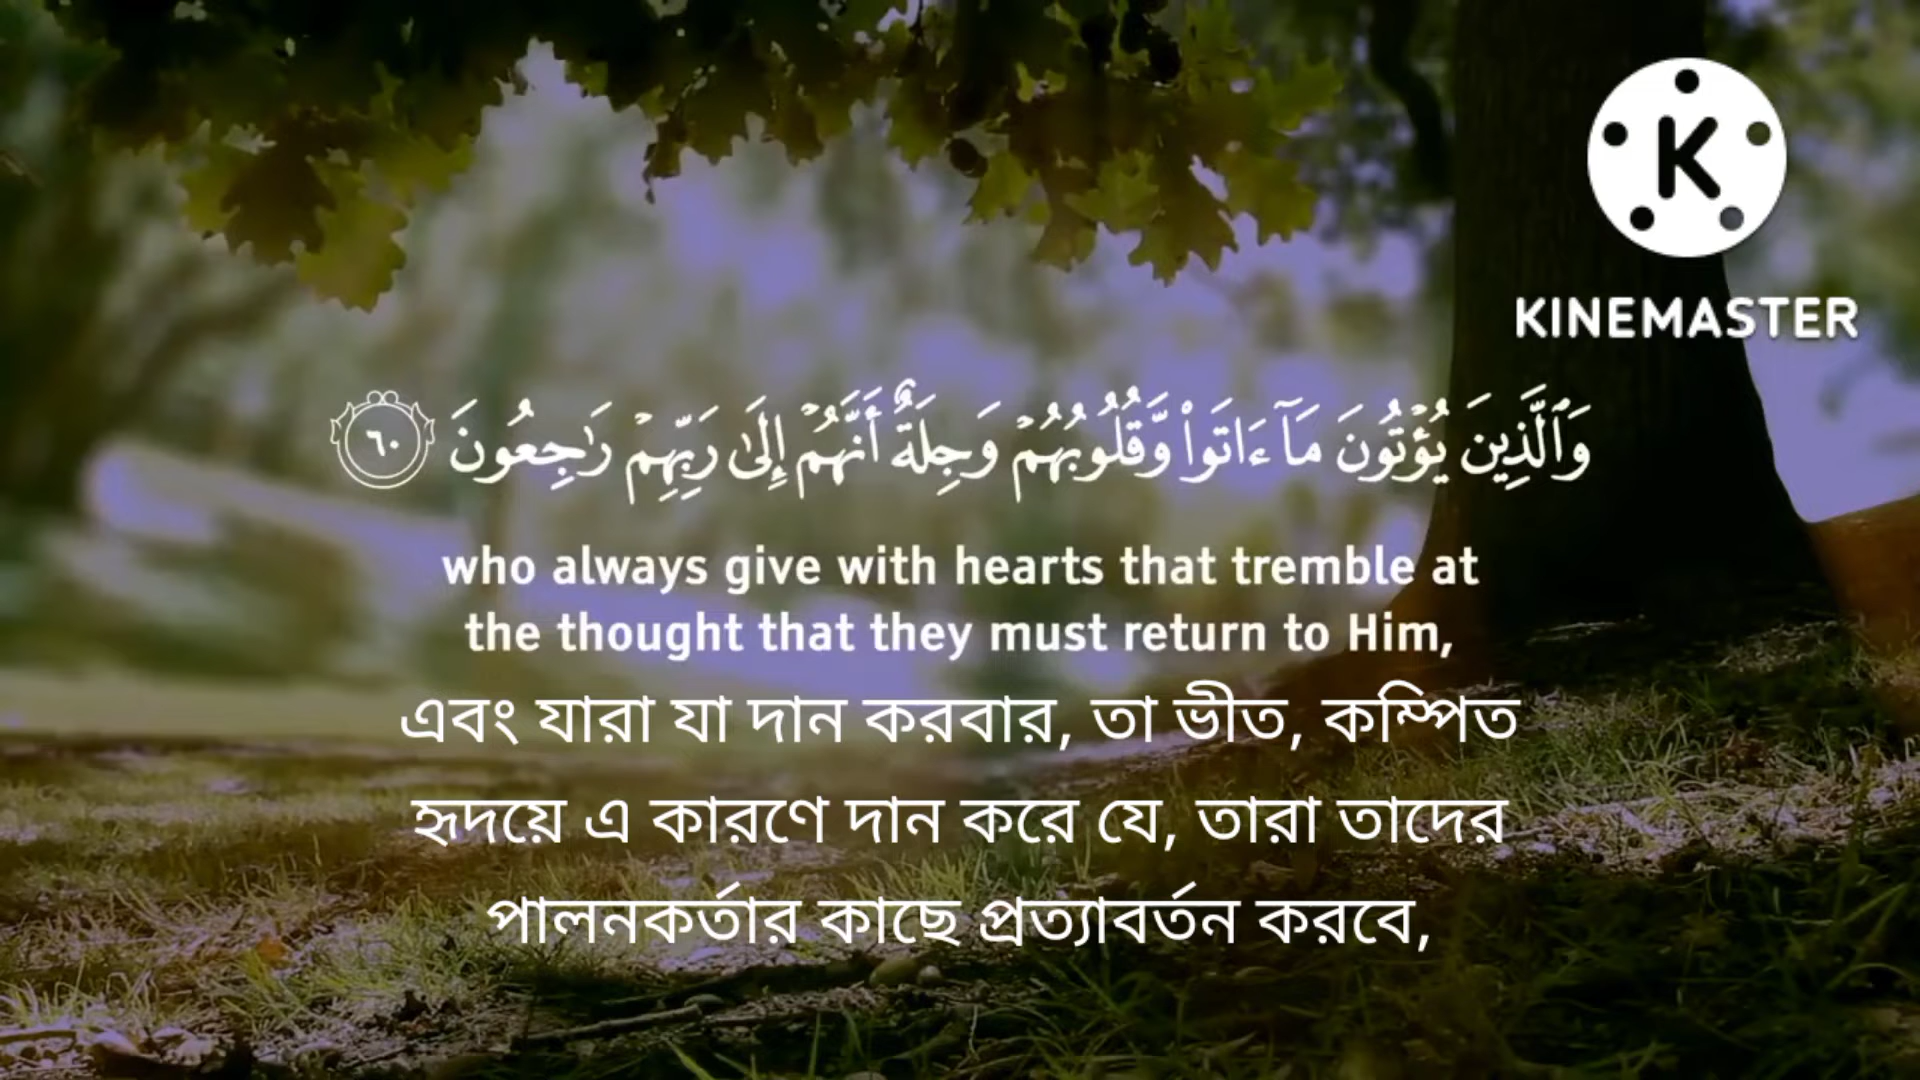 K
KINEMASTER
وَٱلَّذِينَ يُؤْتُونَ مَآ ءَاتَوا۟ وَّقُلُوبُهُمْ وَجِلَةٌ أَنَّهُمْ إِلَىٰ رَبِّهِمْ رَٰجِعُونَ ٦٠
who always give with hearts that tremble at
the thought that they must return to Him,
এবং যারা যা দান করবার, তা ভীত, কম্পিত
হৃদয়ে এ কারণে দান করে যে, তারা তাদের
পালনকর্তার কাছে প্রত্যাবর্তন করবে,